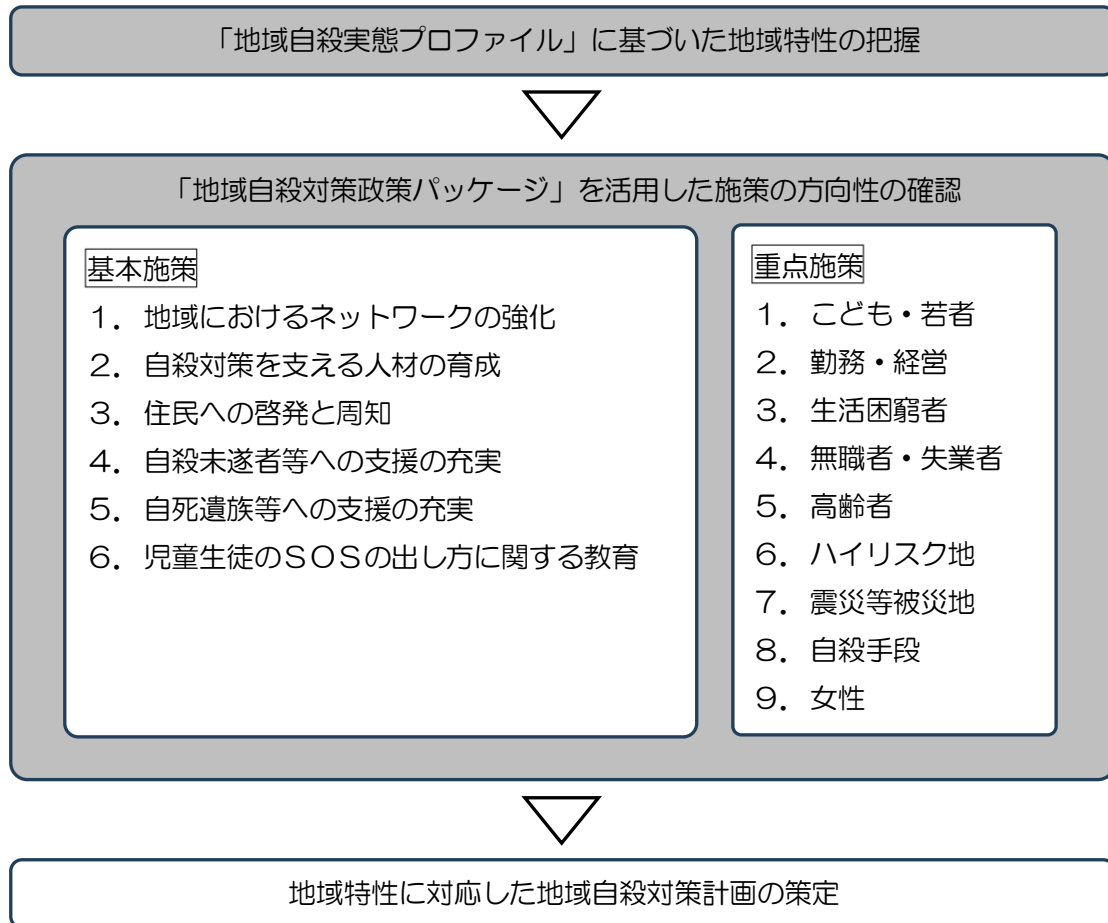 「地域自殺実態プロファイル」に基づいた地域特性の把握
「地域自殺対策政策パッケージ」を活用した施策の方向性の確認
基本施策
１．地域におけるネットワークの強化
２．自殺対策を支える人材の育成
３．住民への啓発と周知
４．自殺未遂者等への支援の充実
５．自死遺族等への支援の充実
６．児童生徒のＳＯＳの出し方に関する教育
重点施策
１．こども・若者
２．勤務・経営
３．生活困窮者
４．無職者・失業者
５．高齢者
６．ハイリスク地
７．震災等被災地
８．自殺手段
９．女性
地域特性に対応した地域自殺対策計画の策定